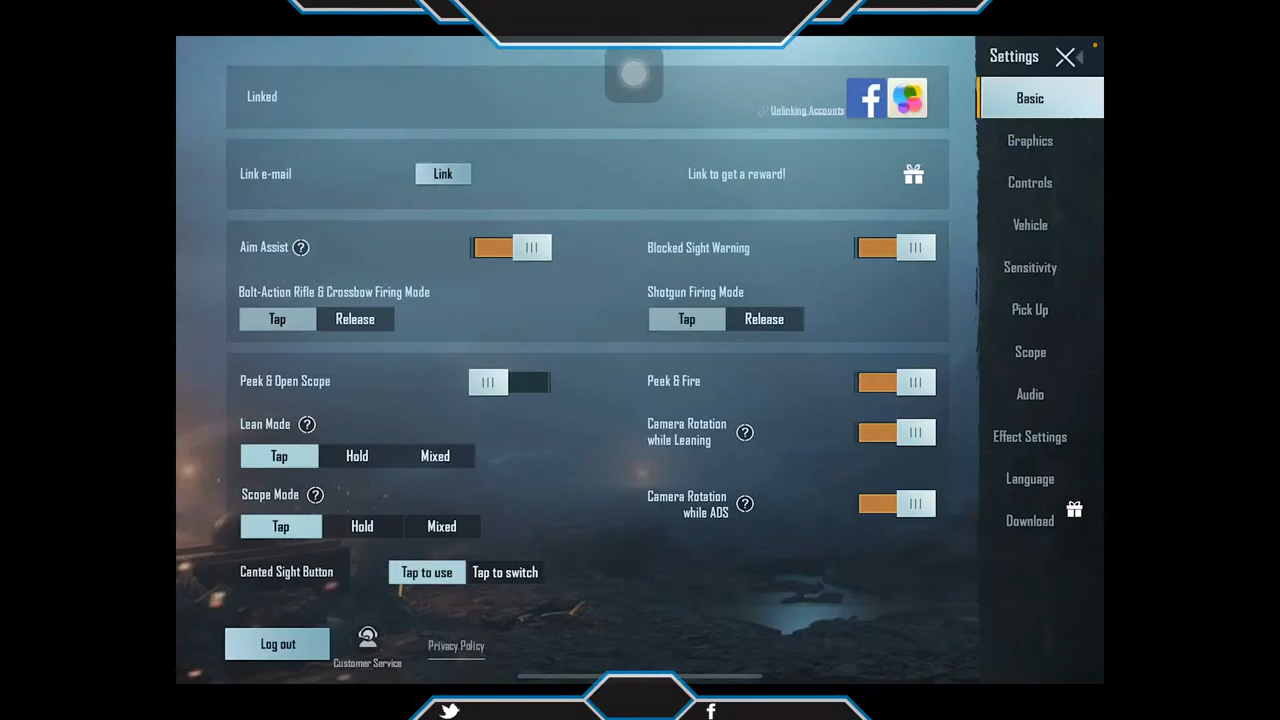 Settings
Linked
Unlinking Accounts
Basic
Graphics
Link e-mail
Link
Link to get a reward!
Controls
Vehicle
Aim Assist ?
Blocked Sight Warning
Sensitivity
Bolt-Action Rifle & Crossbow Firing Mode
Shotgun Firing Mode
Tap Release
Tap Release
Pick Up
Scope
Peek & Open Scope
Peek & Fire
Audio
Lean Mode ?
Camera Rotation
while Leaning ?
Effect Settings
Tap Hold Mixed
Language
Scope Mode ?
Camera Rotation
while ADS ?
Download
Tap Hold Mixed
Canted Sight Button
Tap to use Tap to switch
Log out
Customer Service
Privacy Policy